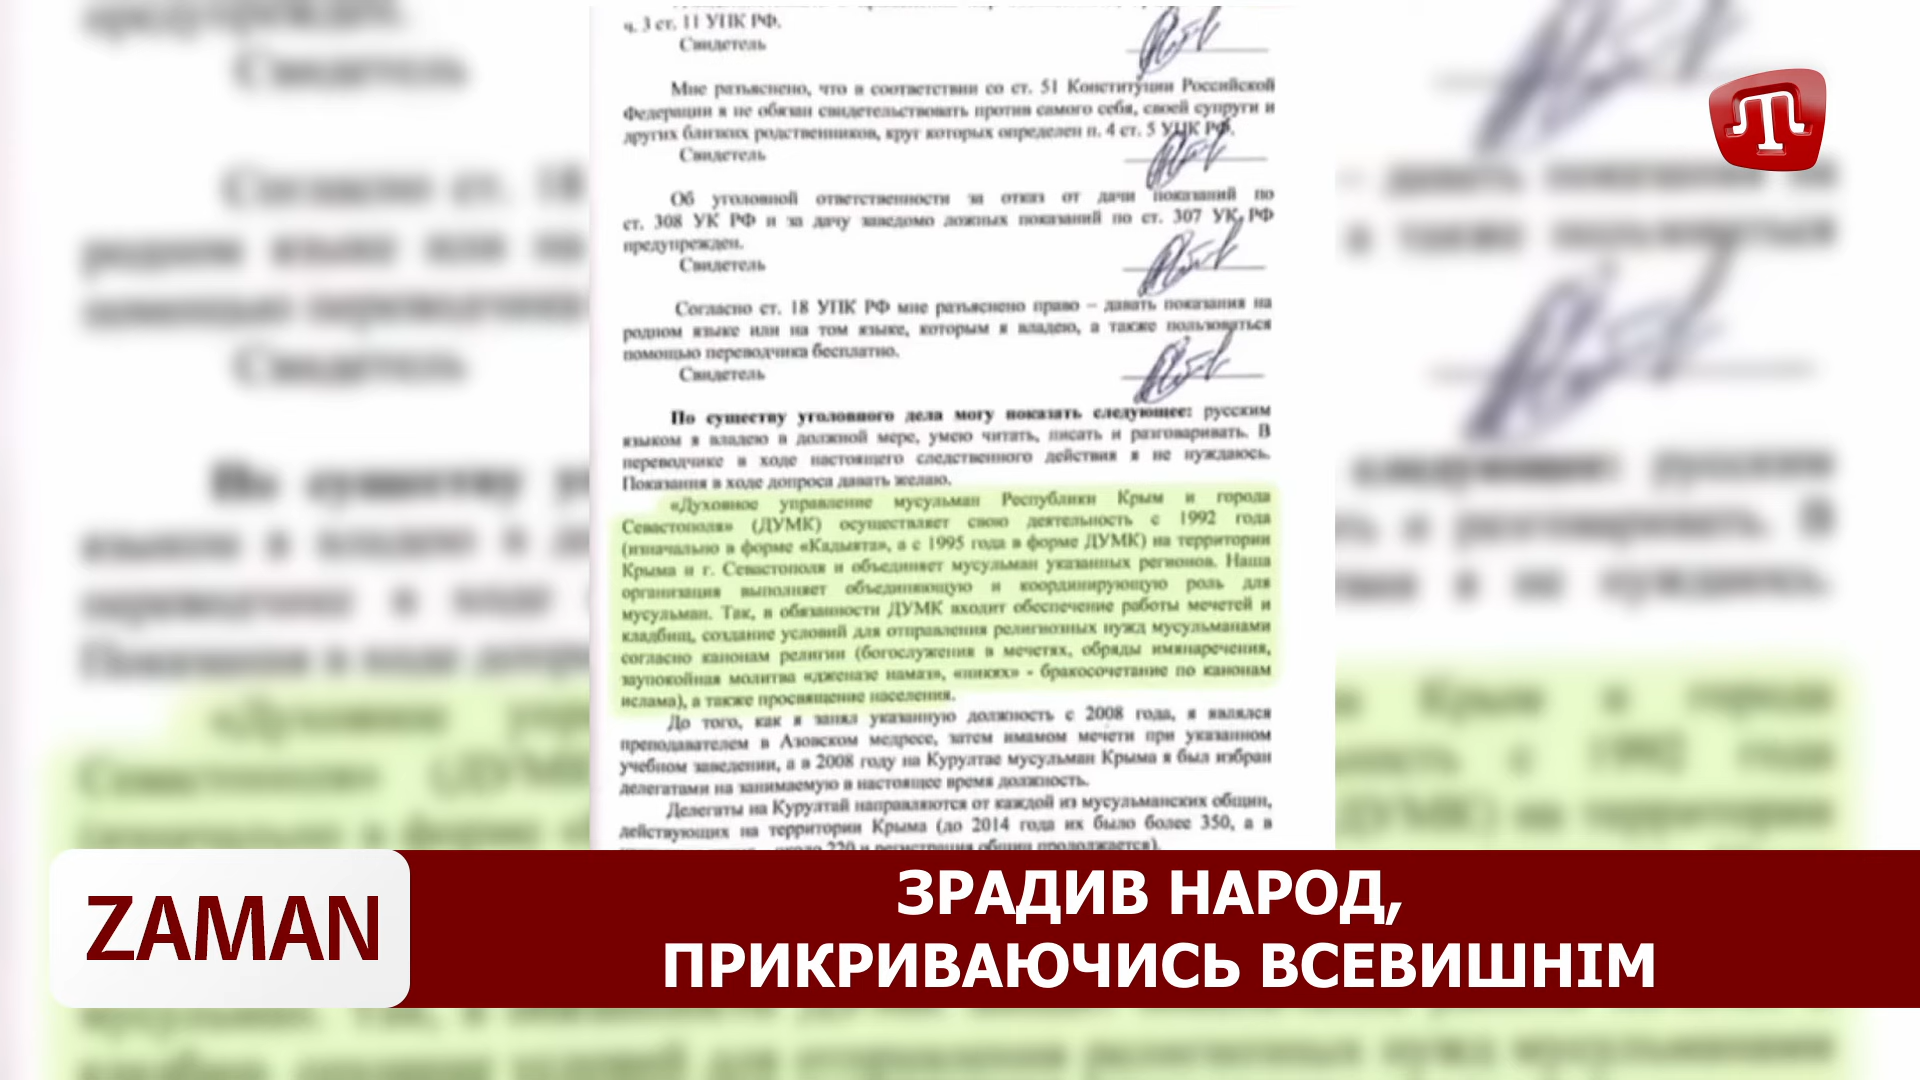 ч. 3 ст. 11 УПК РФ.
Свидетель
Мне разъяснено, что в соответствии со ст. 51 Конституции Российской
Федерации я не обязан свидетельствовать против самого себя, своей супруги и
других близких родственников, круг которых определен п. 4 ст. 5 УПК РФ.
Свидетель
Об уголовной ответственности за отказ от дачи показаний по
ст. 308 УК РФ и за дачу заведомо ложных показаний по ст. 307 УК РФ
предупрежден.
Свидетель
Согласно ст. 18 УПК РФ мне разъяснено право – давать показания на
родном языке или на том языке, которым я владею, а также пользоваться
помощью переводчика бесплатно.
Свидетель
По существу уголовного дела могу показать следующее: русским
языком я владею в должной мере, умею читать, писать и разговаривать. В
переводчике в ходе настоящего следственного действия я не нуждаюсь.
Показания в ходе допроса давать желаю.
«Духовное управление мусульман Республики Крым и города
Севастополя» (ДУМК) осуществляет свою деятельность с 1992 года
(изначально в форме «Кадыята», а с 1995 года в форме ДУМК) на территории
Крыма и г. Севастополя и объединяет мусульман указанных регионов. Наша
организация выполняет объединяющую и координирующую роль для
мусульман. Так, в обязанности ДУМК входит обеспечение работы мечетей и
кладбищ, создание условий для отправления религиозных нужд мусульманами
согласно канонам религии (богослужения в мечетях, обряды имянаречения,
заупокойная молитва «дженазе намаз», «никях» - бракосочетание по канонам
ислама), а также просвящение населения.
До того, как я занял указанную должность с 2008 года, я являлся
преподавателем в Азовском медресе, затем имамом мечети при указанном
учебном заведении, а в 2008 году на Курултае мусульман Крыма я был избран
делегатами на занимаемую в настоящее время должность.
Делегаты на Курултай направляются от каждой из мусульманских общин,
действующих на территории Крыма (до 2014 года их было более 350, а в
около 220 и регистрация общин продолжается).
ZAMAN
ЗРАДИВ НАРОД,
ПРИКРИВАЮЧИСЬ ВСЕВИШНІМ